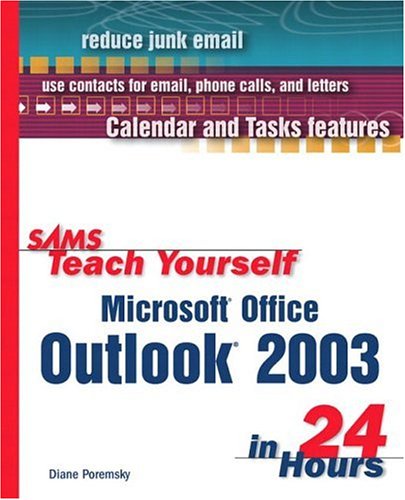 reduce junk email
use contacts for email, phone calls, and letters
Calendar and Tasks features
SAMS
Teach Yourself
Microsoft® Office
Outlook® 2003
in 24 Hours
Diane Poremsky